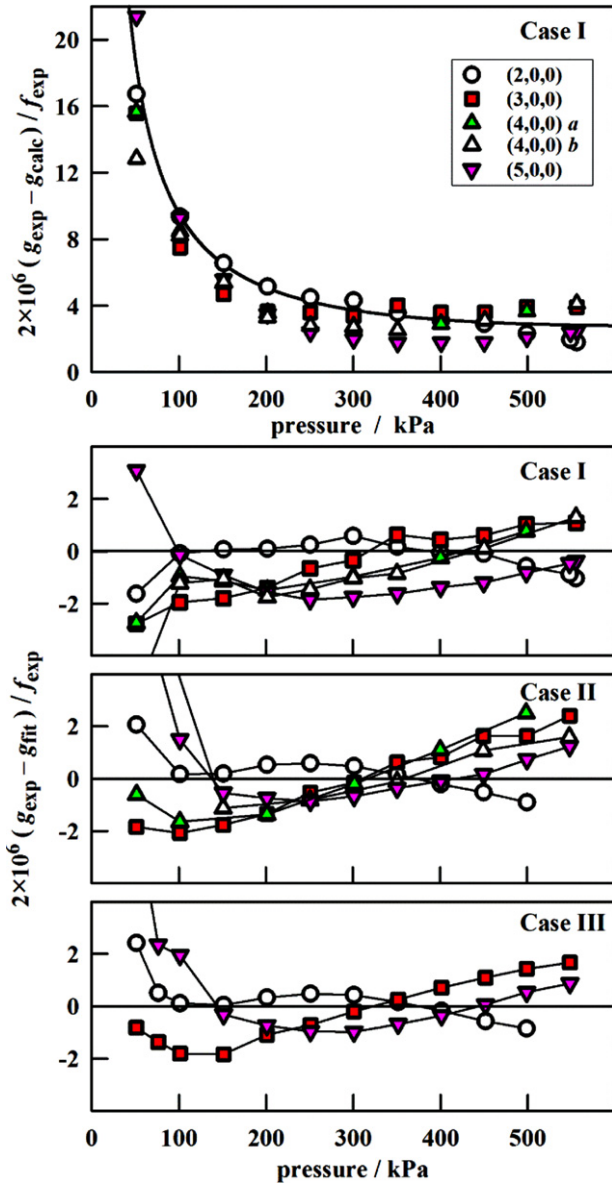 Case I
(2,0,0)
(3,0,0)
(4,0,0) a
(4,0,0) b
(5,0,0)
2×10⁶ (g_exp − g_calc) / f_exp
22
20
16
12
8
4
0
0 100 200 300 400 500
pressure / kPa
Case I
2
0
-2
Case II
2
0
-2
2×10⁶ (g_exp − g_fit) / f_exp
Case III
2
0
-2
0 100 200 300 400 500
pressure / kPa